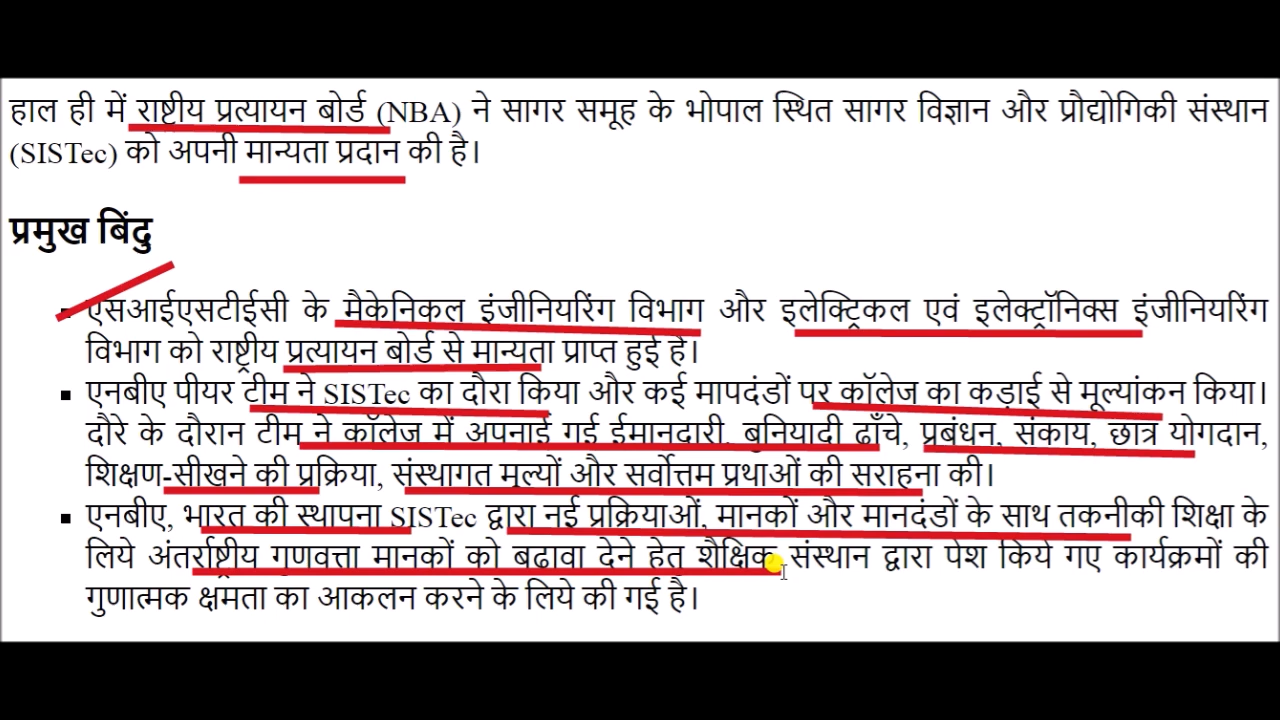 हाल ही में राष्ट्रीय प्रत्यायन बोर्ड (NBA) ने सागर समूह के भोपाल स्थित सागर विज्ञान और प्रौद्योगिकी संस्थान
(SISTec) को अपनी मान्यता प्रदान की है।
प्रमुख बिंदु
एसआईएसटीईसी के मैकेनिकल इंजीनियरिंग विभाग और इलेक्ट्रिकल एवं इलेक्ट्रॉनिक्स इंजीनियरिंग
विभाग को राष्ट्रीय प्रत्यायन बोर्ड से मान्यता प्राप्त हुई है।
एनबीए पीयर टीम ने SISTec का दौरा किया और कई मापदंडों पर कॉलेज का कड़ाई से मूल्यांकन किया।
दौरे के दौरान टीम ने कॉलेज में अपनाई गई ईमानदारी, बुनियादी ढाँचे, प्रबंधन, संकाय, छात्र योगदान,
शिक्षण-सीखने की प्रक्रिया, संस्थागत मूल्यों और सर्वोत्तम प्रथाओं की सराहना की।
एनबीए, भारत की स्थापना SISTec द्वारा नई प्रक्रियाओं, मानकों और मानदंडों के साथ तकनीकी शिक्षा के
लिये अंतर्राष्ट्रीय गुणवत्ता मानकों को बढ़ावा देने हेतु शैक्षिक संस्थान द्वारा पेश किये गए कार्यक्रमों की
गुणात्मक क्षमता का आकलन करने के लिये की गई है।